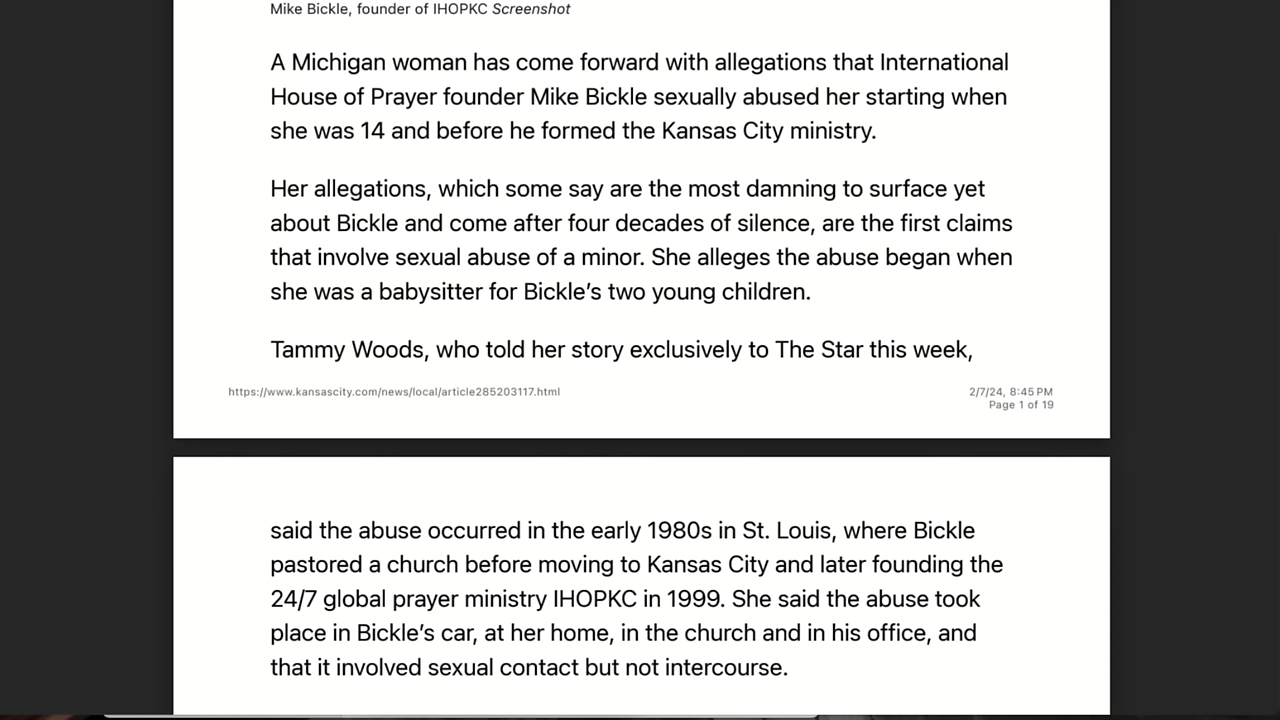 Mike Bickle, founder of IHOPKC Screenshot
A Michigan woman has come forward with allegations that International
House of Prayer founder Mike Bickle sexually abused her starting when
she was 14 and before he formed the Kansas City ministry.
Her allegations, which some say are the most damning to surface yet
about Bickle and come after four decades of silence, are the first claims
that involve sexual abuse of a minor. She alleges the abuse began when
she was a babysitter for Bickle’s two young children.
Tammy Woods, who told her story exclusively to The Star this week,
https://www.kansascity.com/news/local/article285203117.html
2/7/24, 8:45 PM
Page 1 of 19
said the abuse occurred in the early 1980s in St. Louis, where Bickle
pastored a church before moving to Kansas City and later founding the
24/7 global prayer ministry IHOPKC in 1999. She said the abuse took
place in Bickle’s car, at her home, in the church and in his office, and
that it involved sexual contact but not intercourse.